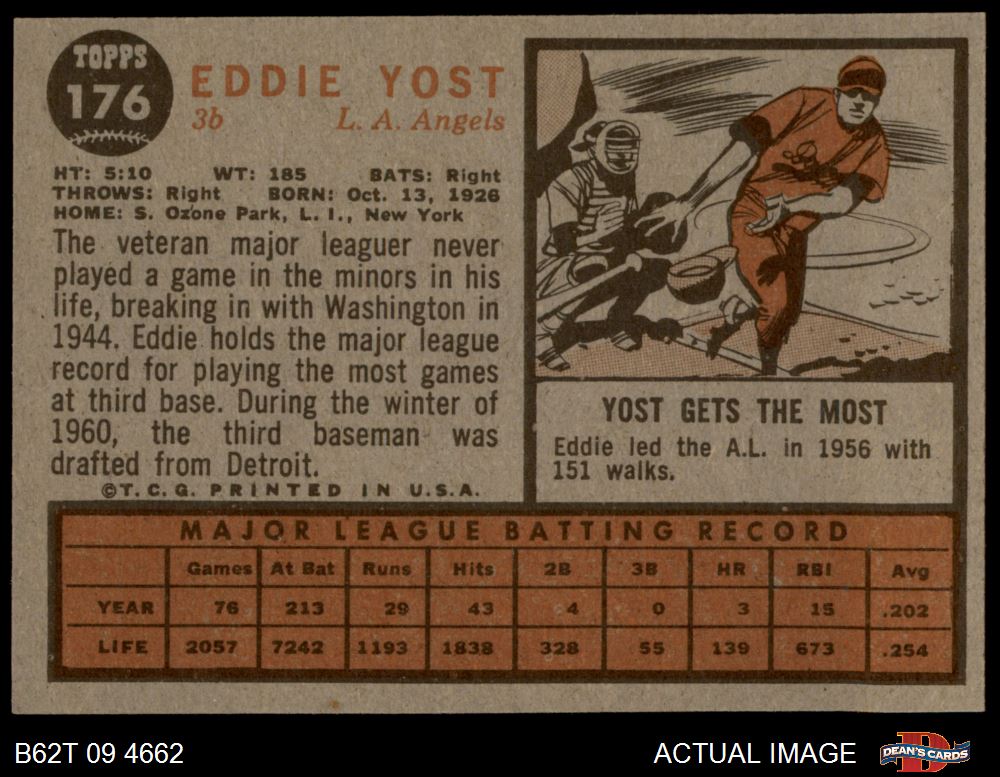 TOPPS
176
EDDIE YOST
3b L. A. Angels
HT: 5:10 WT: 185 BATS: Right
THROWS: Right BORN: Oct. 13, 1926
HOME: S. Ozone Park, L. I., New York
The veteran major leaguer never
played a game in the minors in his
life, breaking in with Washington in
1944. Eddie holds the major league
record for playing the most games
at third base. During the winter of
1960, the third baseman was
drafted from Detroit.
©T. C. G. PRINTED IN U.S.A.
YOST GETS THE MOST
Eddie led the A.L. in 1956 with
151 walks.
MAJOR LEAGUE BATTING RECORD
Games At Bat Runs Hits 2B 3B HR RBI Avg
YEAR 76 213 29 43 4 0 3 15 .202
LIFE 2057 7242 1193 1838 328 55 139 673 .254
B62T 09 4662 ACTUAL IMAGE
DEAN'S CARDS